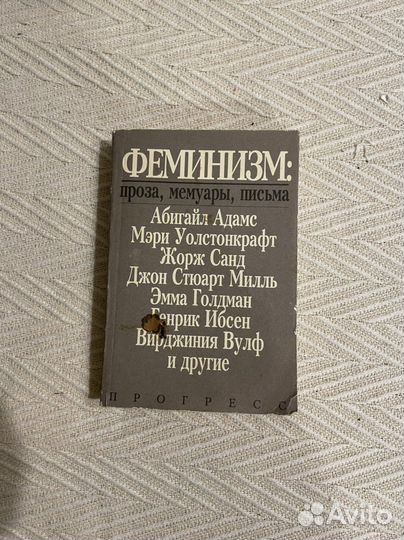 ФЕМИНИЗМ:
проза, мемуары, письма
Абигайл Адамс
Мэри Уолстонкрафт
Жорж Санд
Джон Стюарт Милль
Эмма Голдман
Генрик Ибсен
Вирджиния Вулф
и другие
ПРОГРЕСС
Avito